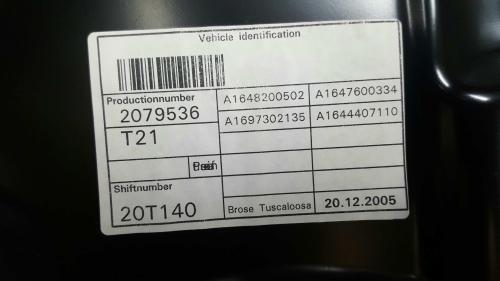 Vehicle identification
Productionnumber
2079536
T21
Shiftnumber
20T140
A1648200502 A1647600334
A1697302135 A1644407110
Brose Tuscaloosa 20.12.2005